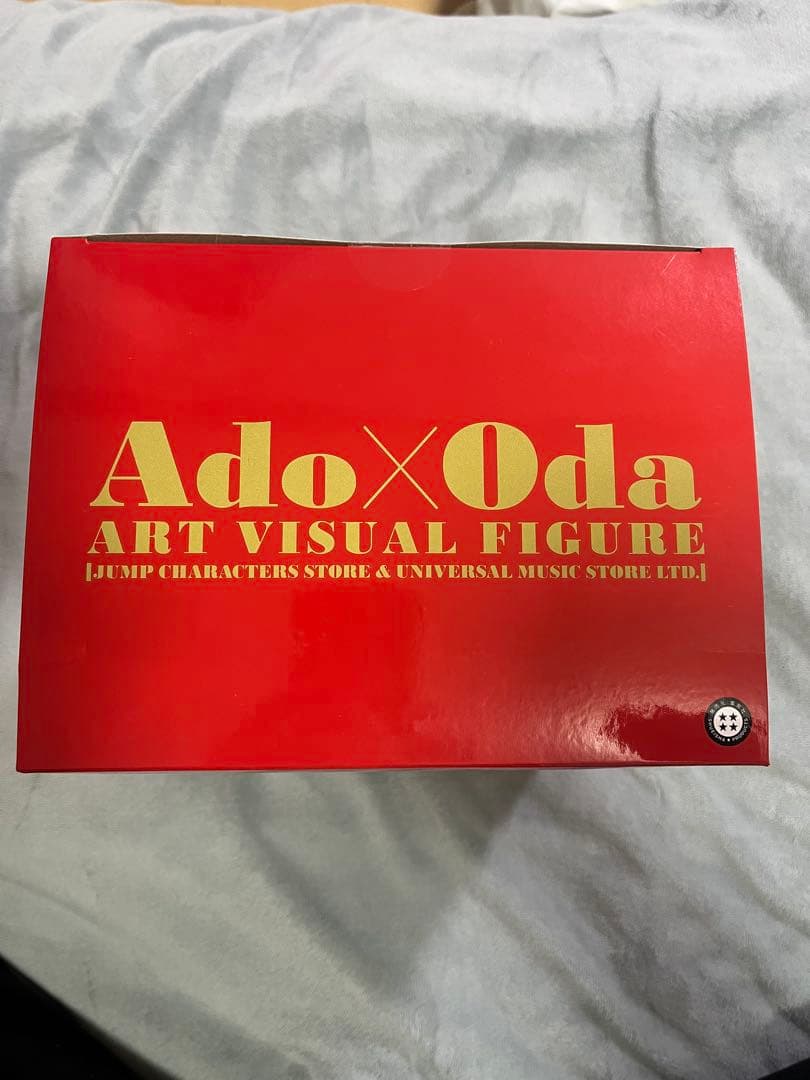 Ado×Oda
ART VISUAL FIGURE
[JUMP CHARACTERS STORE & UNIVERSAL MUSIC STORE LTD.]